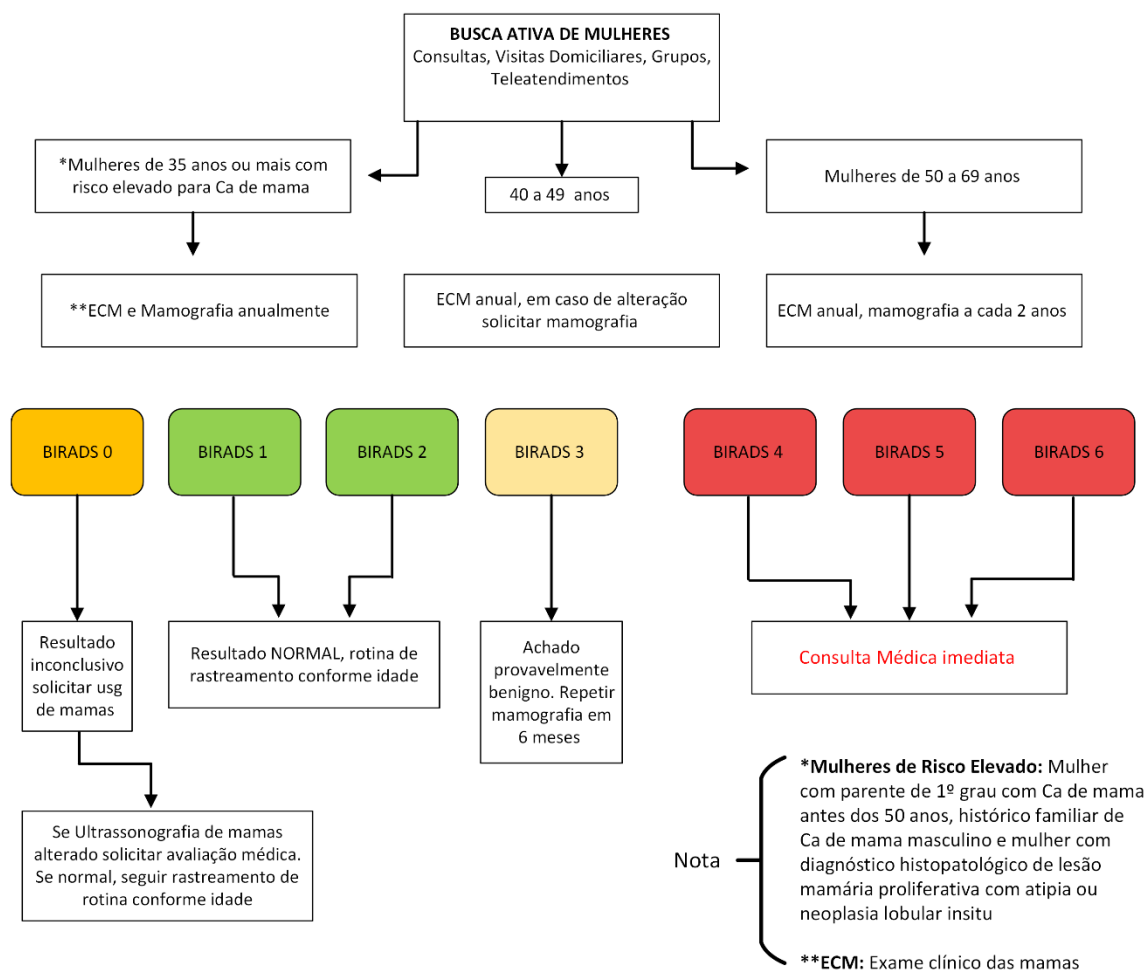 BUSCA ATIVA DE MULHERES
Consultas, Visitas Domiciliares, Grupos,
Teleatendimentos
*Mulheres de 35 anos ou mais com
risco elevado para Ca de mama
40 a 49 anos
Mulheres de 50 a 69 anos
**ECM e Mamografia anualmente
ECM anual, em caso de alteração
solicitar mamografia
ECM anual, mamografia a cada 2 anos
BIRADS 0
BIRADS 1
BIRADS 2
BIRADS 3
BIRADS 4
BIRADS 5
BIRADS 6
Resultado
inconclusivo
solicitar usg
de mamas
Resultado NORMAL, rotina de
rastreamento conforme idade
Achado
provavelmente
benigno. Repetir
mamografia em
6 meses
Consulta Médica imediata
Se Ultrassonografia de mamas
alterado solicitar avaliação médica.
Se normal, seguir rastreamento de
rotina conforme idade
Nota
*Mulheres de Risco Elevado: Mulher
com parente de 1º grau com Ca de mama
antes dos 50 anos, histórico familiar de
Ca de mama masculino e mulher com
diagnóstico histopatológico de lesão
mamária proliferativa com atipia ou
neoplasia lobular insitu
**ECM: Exame clínico das mamas